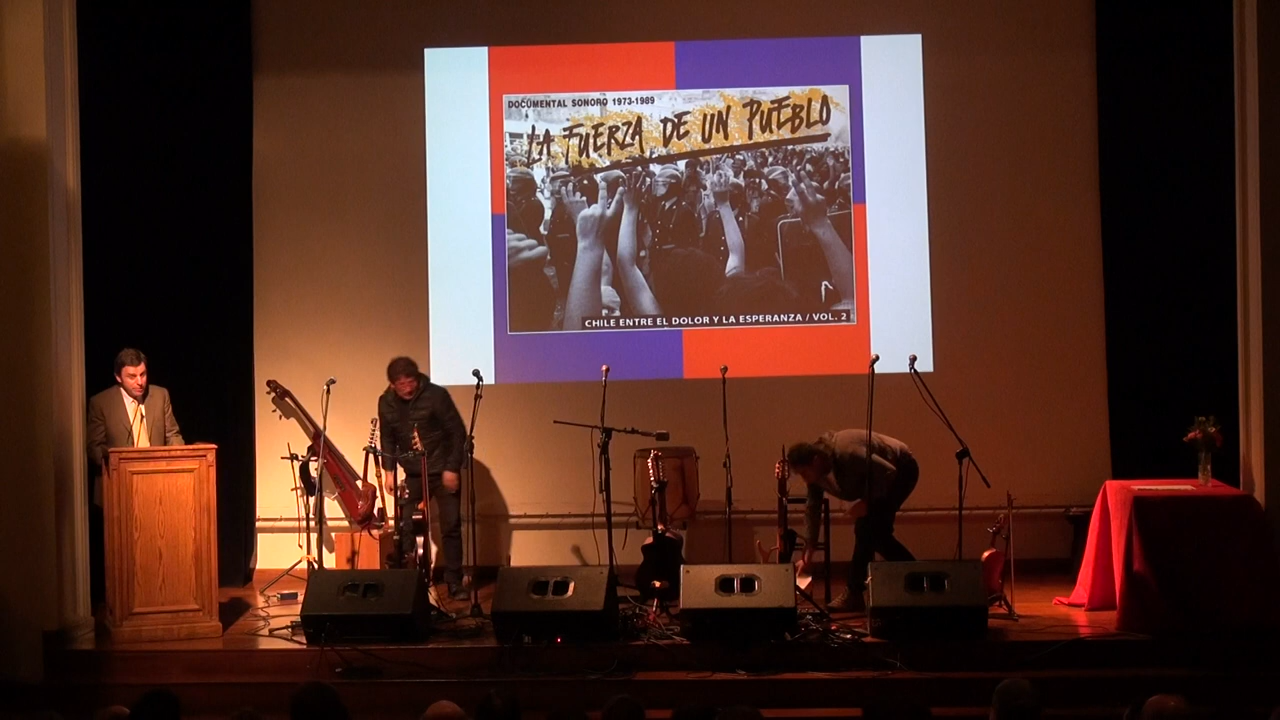 DOCUMENTAL SONORO 1973-1989
LA FUERZA DE UN PUEBLO
CHILE ENTRE EL DOLOR Y LA ESPERANZA / VOL. 2